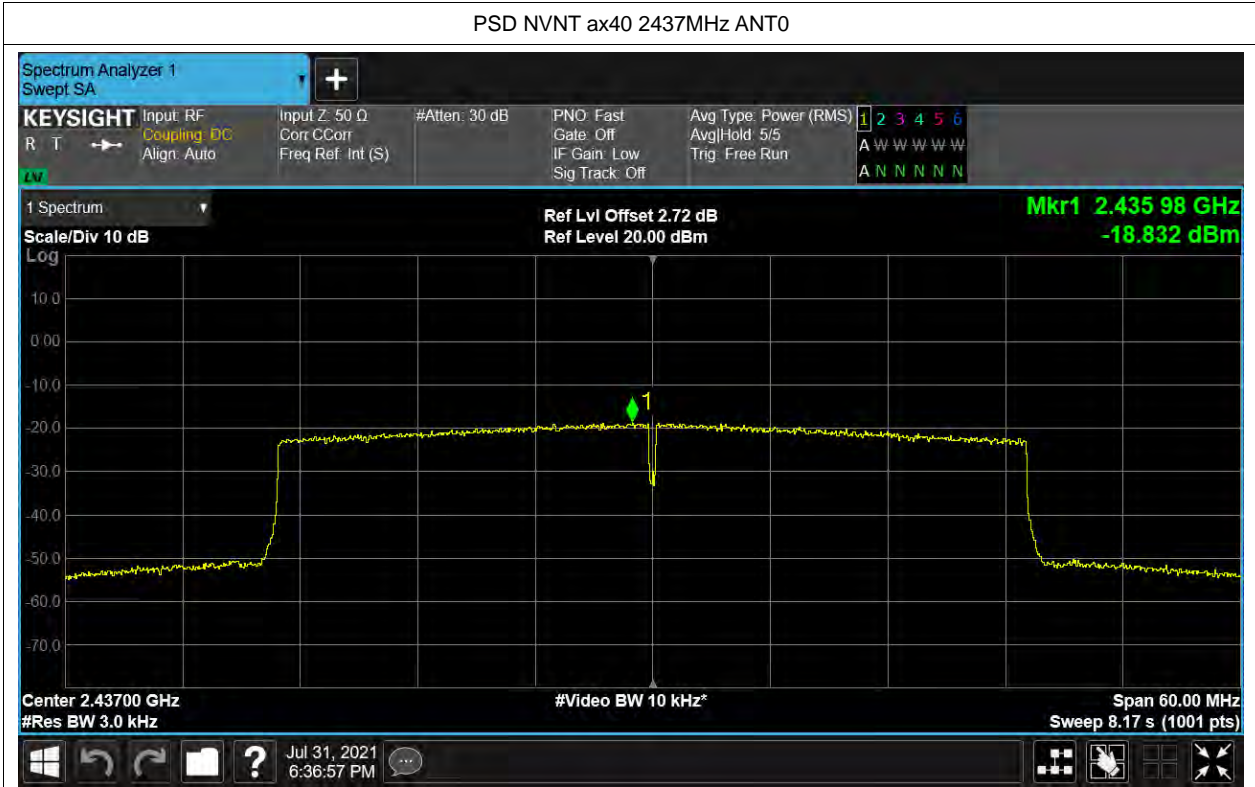 PSD NVNT ax40 2437MHz ANT0
Spectrum Analyzer 1
Swept SA
+
KEYSIGHT
R T
Input: RF
Coupling: DC
Align: Auto
Input Z: 50 Ω
Corr CCorr
Freq Ref: Int (S)
#Atten: 30 dB
PNO: Fast
Gate: Off
IF Gain: Low
Sig Track: Off
Avg Type: Power (RMS)
Avg|Hold: 5/5
Trig: Free Run
1 2 3 4 5 6
A W W W W W
A N N N N N
1 Spectrum
Scale/Div 10 dB
Ref Lvl Offset 2.72 dB
Ref Level 20.00 dBm
Mkr1 2.435 98 GHz
-18.832 dBm
Log
10.0
0.00
-10.0
-20.0
-30.0
-40.0
-50.0
-60.0
-70.0
1
Center 2.43700 GHz
#Res BW 3.0 kHz
#Video BW 10 kHz*
Span 60.00 MHz
Sweep 8.17 s (1001 pts)
?
Jul 31, 2021
6:36:57 PM